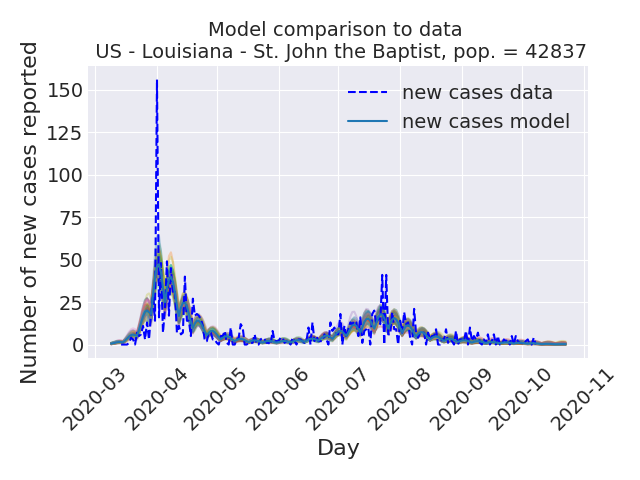 Model comparison to data
US - Louisiana - St. John the Baptist, pop. = 42837
Number of new cases reported
150
125
100
75
50
25
0
new cases data
new cases model
2020-03
2020-04
2020-05
2020-06
2020-07
2020-08
2020-09
2020-10
2020-11
Day